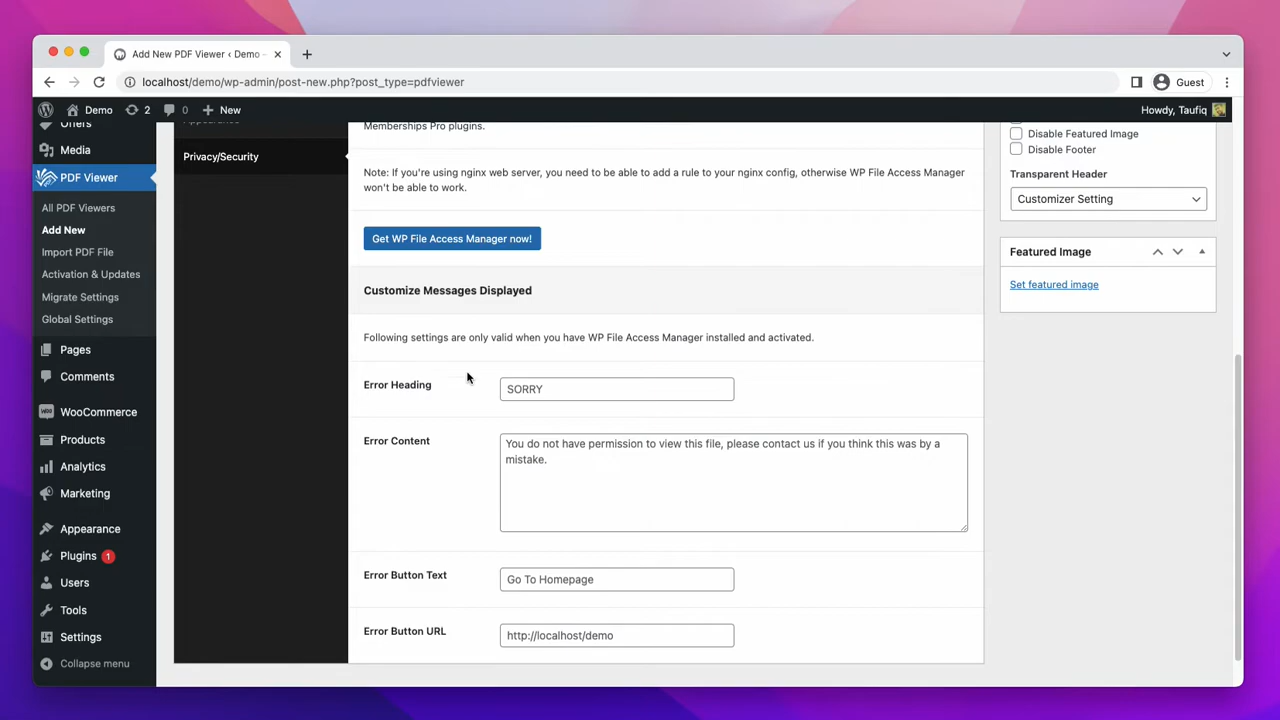 Add New PDF Viewer ‹ Demo –
localhost/demo/wp-admin/post-new.php?post_type=pdfviewer
Guest
Demo
2
0
New
Howdy, Taufiq
Offers
Media
PDF Viewer
All PDF Viewers
Add New
Import PDF File
Activation & Updates
Migrate Settings
Global Settings
Pages
Comments
WooCommerce
Products
Analytics
Marketing
Appearance
Plugins 1
Users
Tools
Settings
Collapse menu
Appearance
Privacy/Security
Memberships Pro plugins.
Note: If you're using nginx web server, you need to be able to add a rule to your nginx config, otherwise WP File Access Manager
won't be able to work.
Get WP File Access Manager now!
Customize Messages Displayed
Following settings are only valid when you have WP File Access Manager installed and activated.
Error Heading
SORRY
Error Content
You do not have permission to view this file, please contact us if you think this was by a
mistake.
Error Button Text
Go To Homepage
Error Button URL
http://localhost/demo
Disable Featured Image
Disable Footer
Transparent Header
Customizer Setting
Featured Image
Set featured image